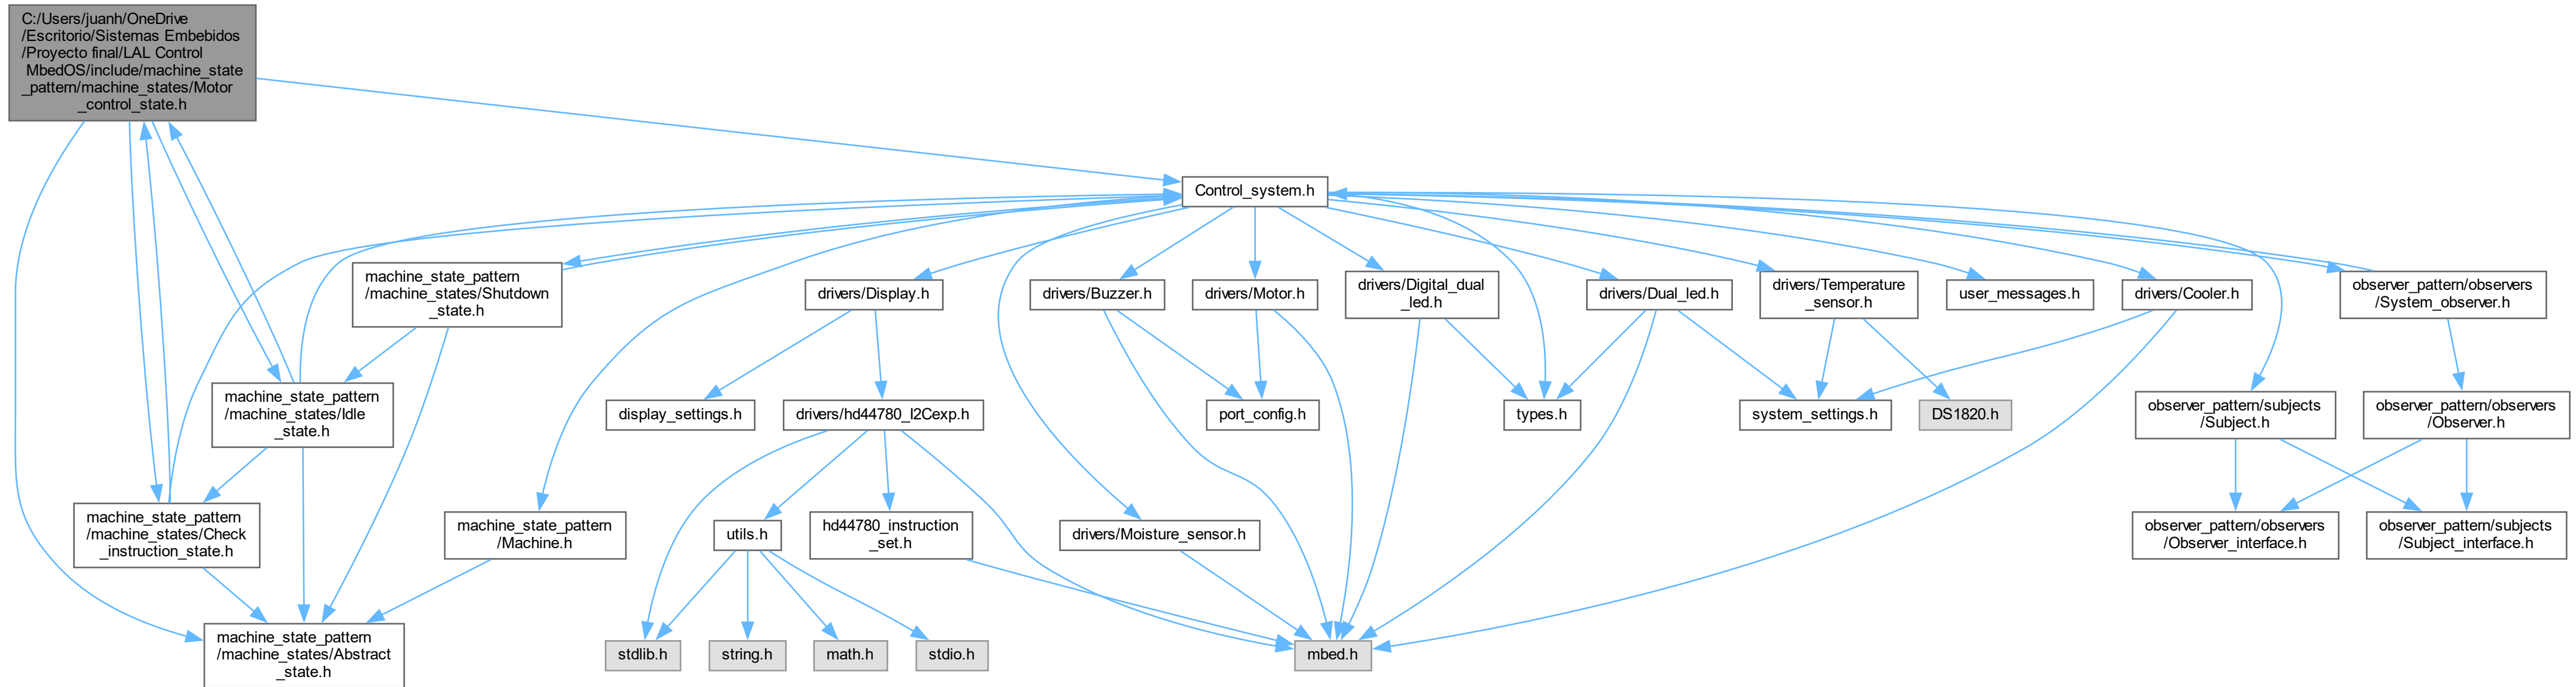 C:/Users/juanh/OneDrive
/Escritorio/Sistemas Embebidos
/Proyecto final/LAL Control
MbedOS/include/machine_state
_pattern/machine_states/Motor
_control_state.h
Control_system.h
machine_state_pattern
/machine_states/Shutdown
_state.h
drivers/Display.h
drivers/Buzzer.h
drivers/Motor.h
drivers/Digital_dual
_led.h
drivers/Dual_led.h
drivers/Temperature
_sensor.h
user_messages.h
drivers/Cooler.h
observer_pattern/observers
/System_observer.h
machine_state_pattern
/machine_states/Idle
_state.h
display_settings.h
drivers/hd44780_I2Cexp.h
port_config.h
types.h
system_settings.h
DS1820.h
observer_pattern/subjects
/Subject.h
observer_pattern/observers
/Observer.h
machine_state_pattern
/machine_states/Check
_instruction_state.h
machine_state_pattern
/Machine.h
utils.h
hd44780_instruction
_set.h
drivers/Moisture_sensor.h
observer_pattern/observers
/Observer_interface.h
observer_pattern/subjects
/Subject_interface.h
machine_state_pattern
/machine_states/Abstract
_state.h
stdlib.h
string.h
math.h
stdio.h
mbed.h